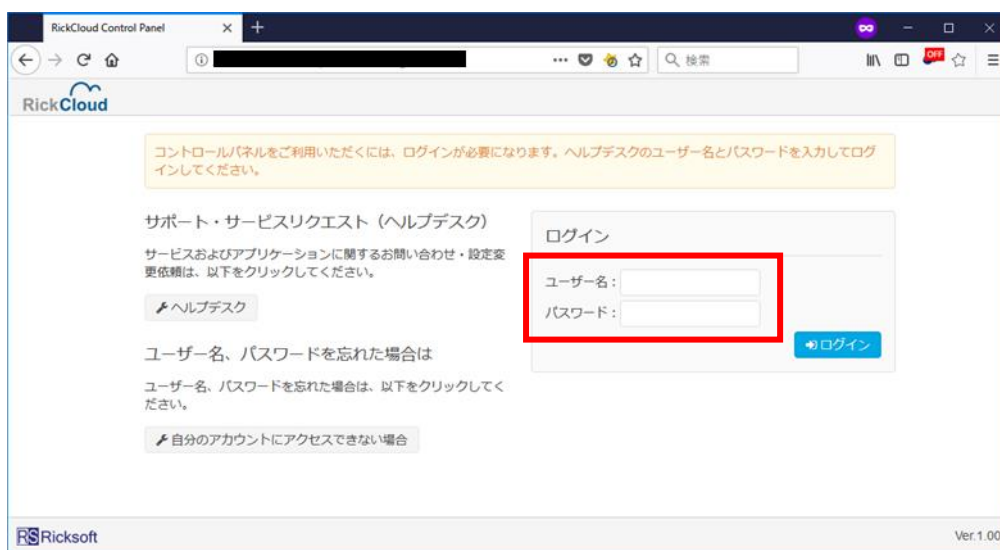 RickCloud Control Panel
検索
OFF
RickCloud
コントロールパネルをご利用いただくには、ログインが必要になります。ヘルプデスクのユーザー名とパスワードを入力してログ
インしてください。
サポート・サービスリクエスト（ヘルプデスク）
サービスおよびアプリケーションに関するお問い合わせ・設定変
更依頼は、以下をクリックしてください。
ヘルプデスク
ユーザー名、パスワードを忘れた場合は
ユーザー名、パスワードを忘れた場合は、以下をクリックしてく
ださい。
自分のアカウントにアクセスできない場合
ログイン
ユーザー名：
パスワード：
ログイン
RS Ricksoft
Ver.1.00